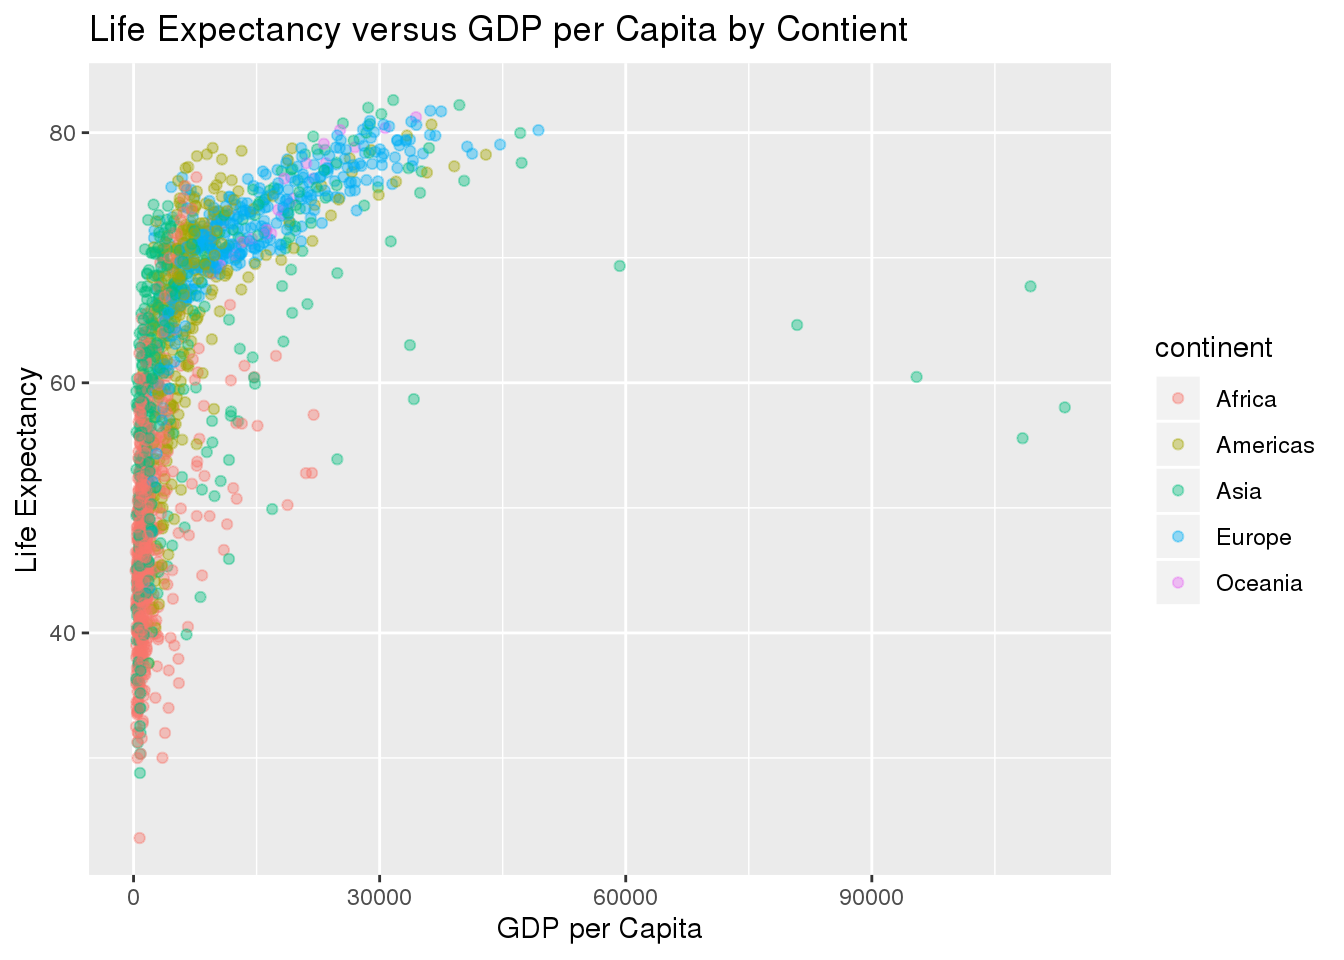 Life Expectancy versus GDP per Capita by Contient
80
60
40
Life Expectancy
0 30000 60000 90000
GDP per Capita
continent
Africa
Americas
Asia
Europe
Oceania